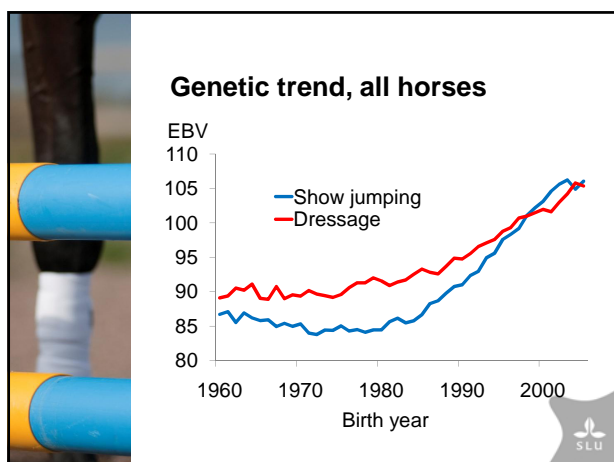 Genetic trend, all horses
EBV
110
105
100
95
90
85
80
Show jumping
Dressage
1960 1970 1980 1990 2000
Birth year
SLU